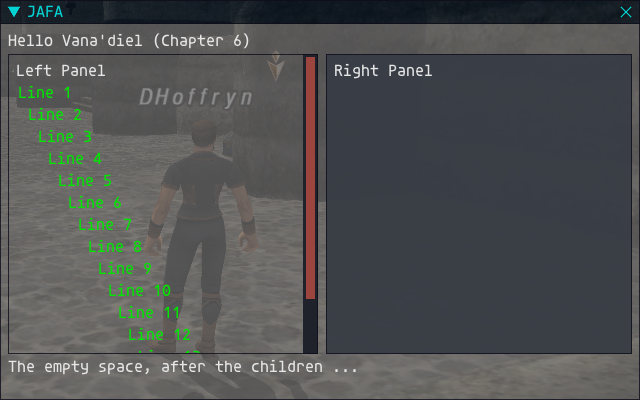 JAFA
Hello Vana'diel (Chapter 6)
Left Panel
Right Panel
DHoffryn
Line 1
Line 2
Line 3
Line 4
Line 5
Line 6
Line 7
Line 8
Line 9
Line 10
Line 11
Line 12
The empty space, after the children ...